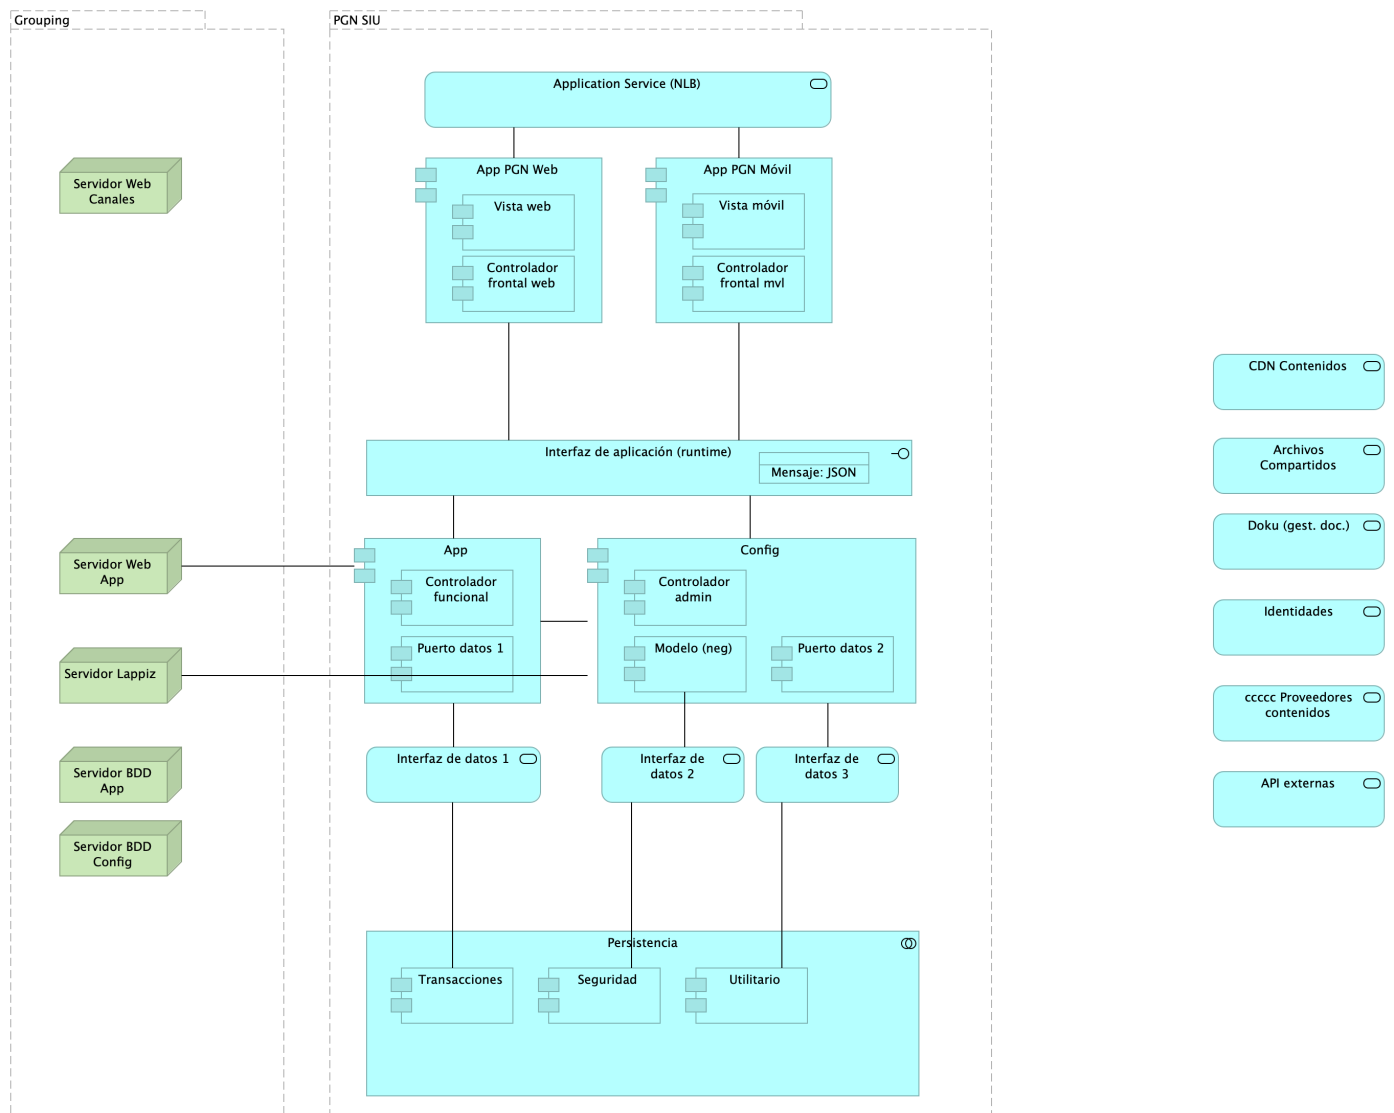 Grouping
PGN SIU
Application Service (NLB)
App PGN Web
App PGN Móvil
Vista web
Vista móvil
Controlador
frontal web
Controlador
frontal mvl
Servidor Web
Canales
Interfaz de aplicación (runtime)
Mensaje: JSON
Servidor Web
App
App
Controlador
funcional
Puerto datos 1
Config
Controlador
admin
Modelo (neg)
Puerto datos 2
Servidor Lappiz
Servidor BDD
App
Servidor BDD
Config
Interfaz de datos 1
Interfaz de
datos 2
Interfaz de
datos 3
Persistencia
Transacciones
Seguridad
Utilitario
CDN Contenidos
Archivos
Compartidos
Doku (gest. doc.)
Identidades
ccccc Proveedores
contenidos
API externas